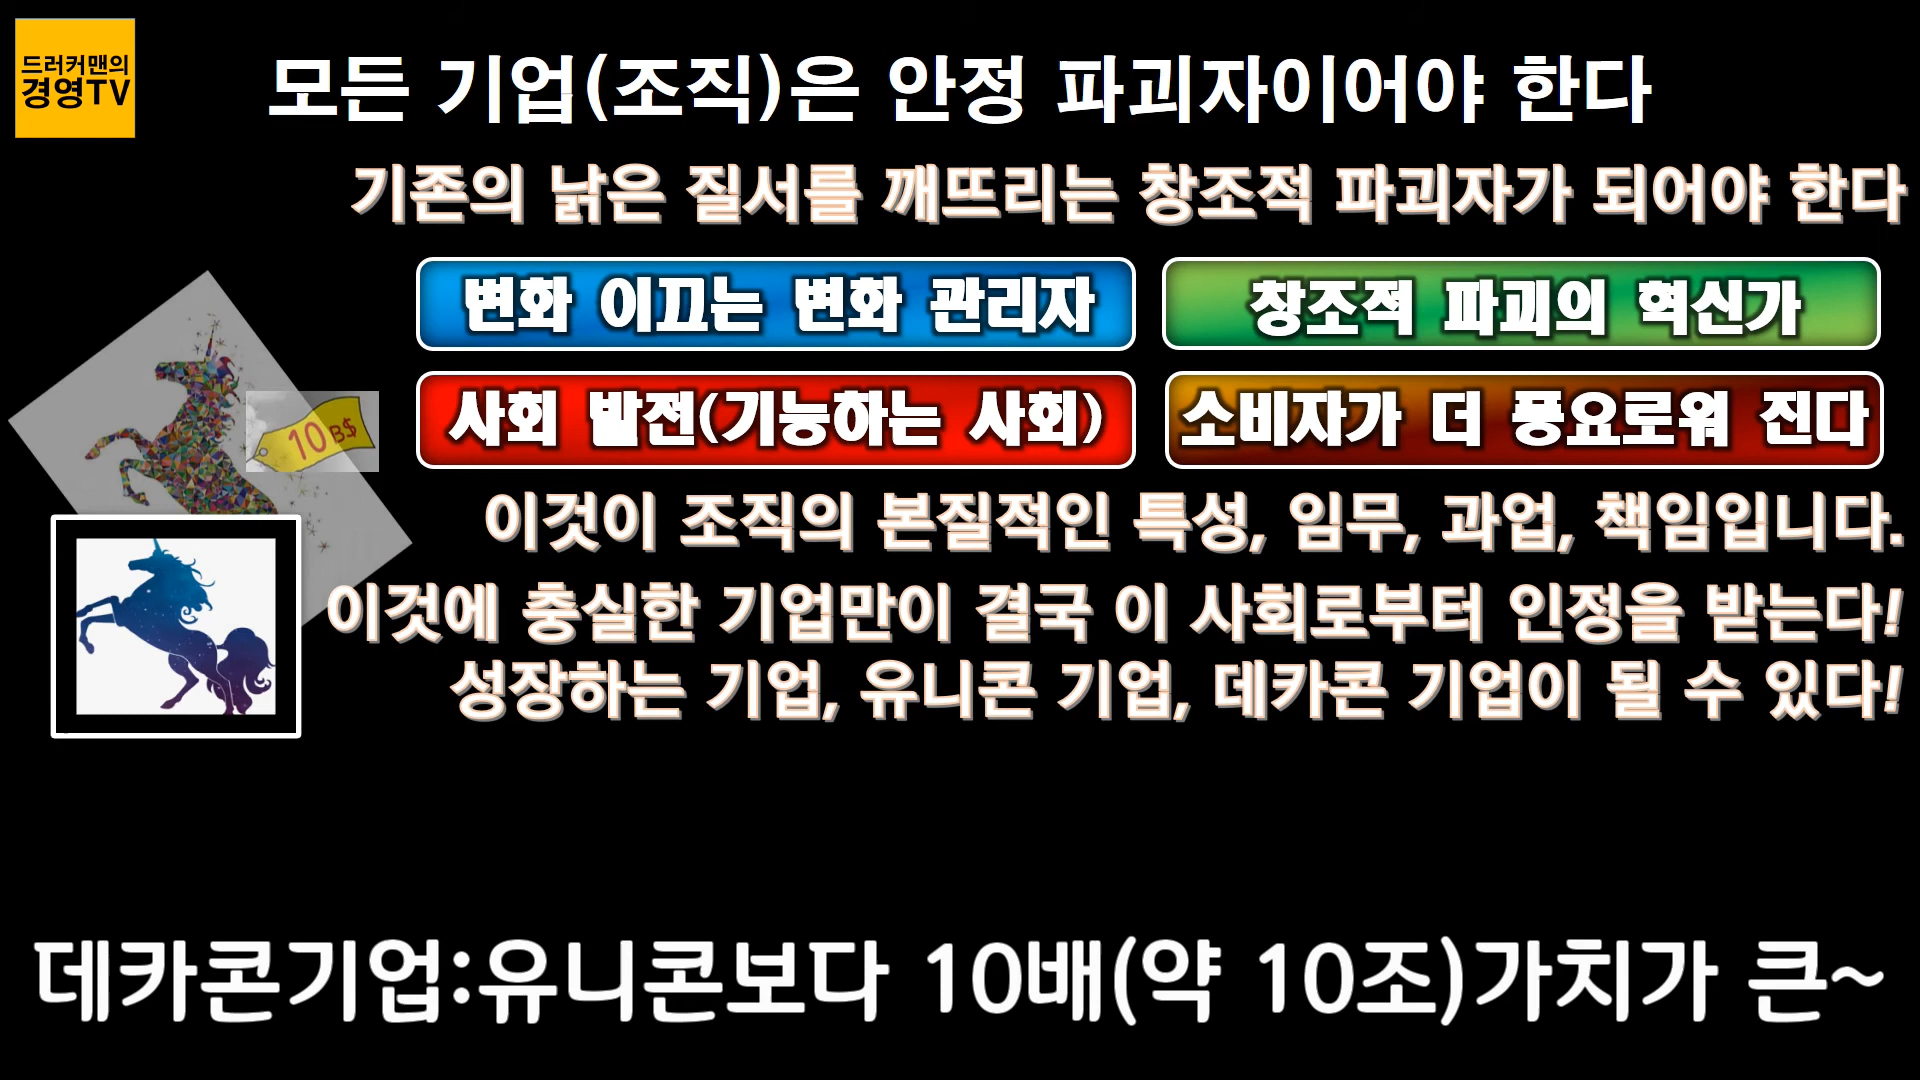 드러커맨의
경영TV
모든 기업(조직)은 안정 파괴자이어야 한다
기존의 낡은 질서를 깨뜨리는 창조적 파괴자가 되어야 한다
변화 이끄는 변화 관리자
창조적 파괴의 혁신가
사회 발전(기능하는 사회)
소비자가 더 풍요로워 진다
10B$
이것이 조직의 본질적인 특성, 임무, 과업, 책임입니다.
이것에 충실한 기업만이 결국 이 사회로부터 인정을 받는다!
성장하는 기업, 유니콘 기업, 데카콘 기업이 될 수 있다!
데카콘기업:유니콘보다 10배(약 10조)가치가 큰~